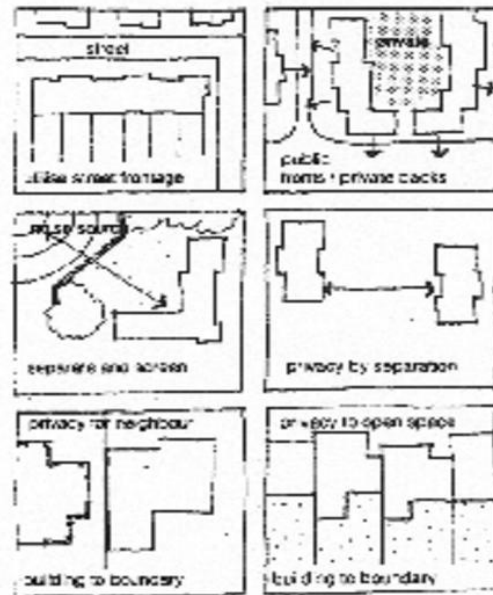 street
utilise street frontage
private
public
fronts / private backs
noise source
separate and screen
privacy by separation
privacy for neighbour
building to boundary
privacy to open space
building to boundary